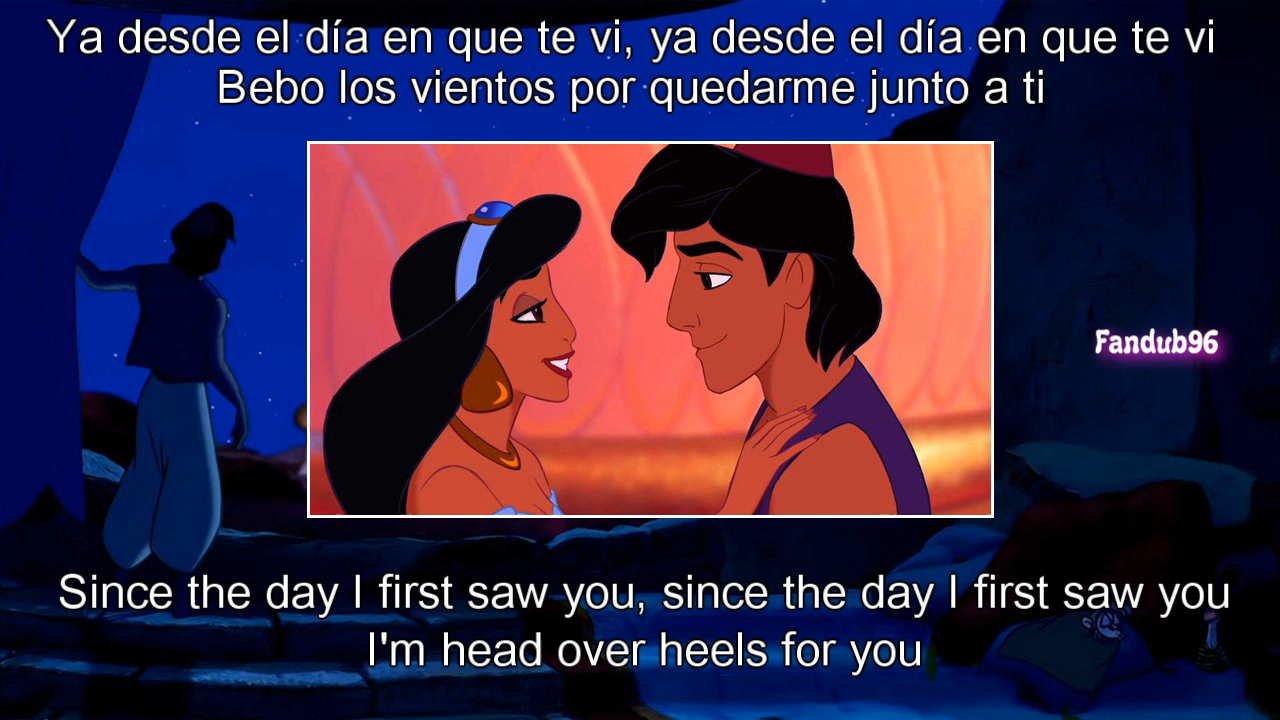 Ya desde el día en que te vi, ya desde el día en que te vi
Bebo los vientos por quedarme junto a ti
Fandub96
Since the day I first saw you, since the day I first saw you
I'm head over heels for you